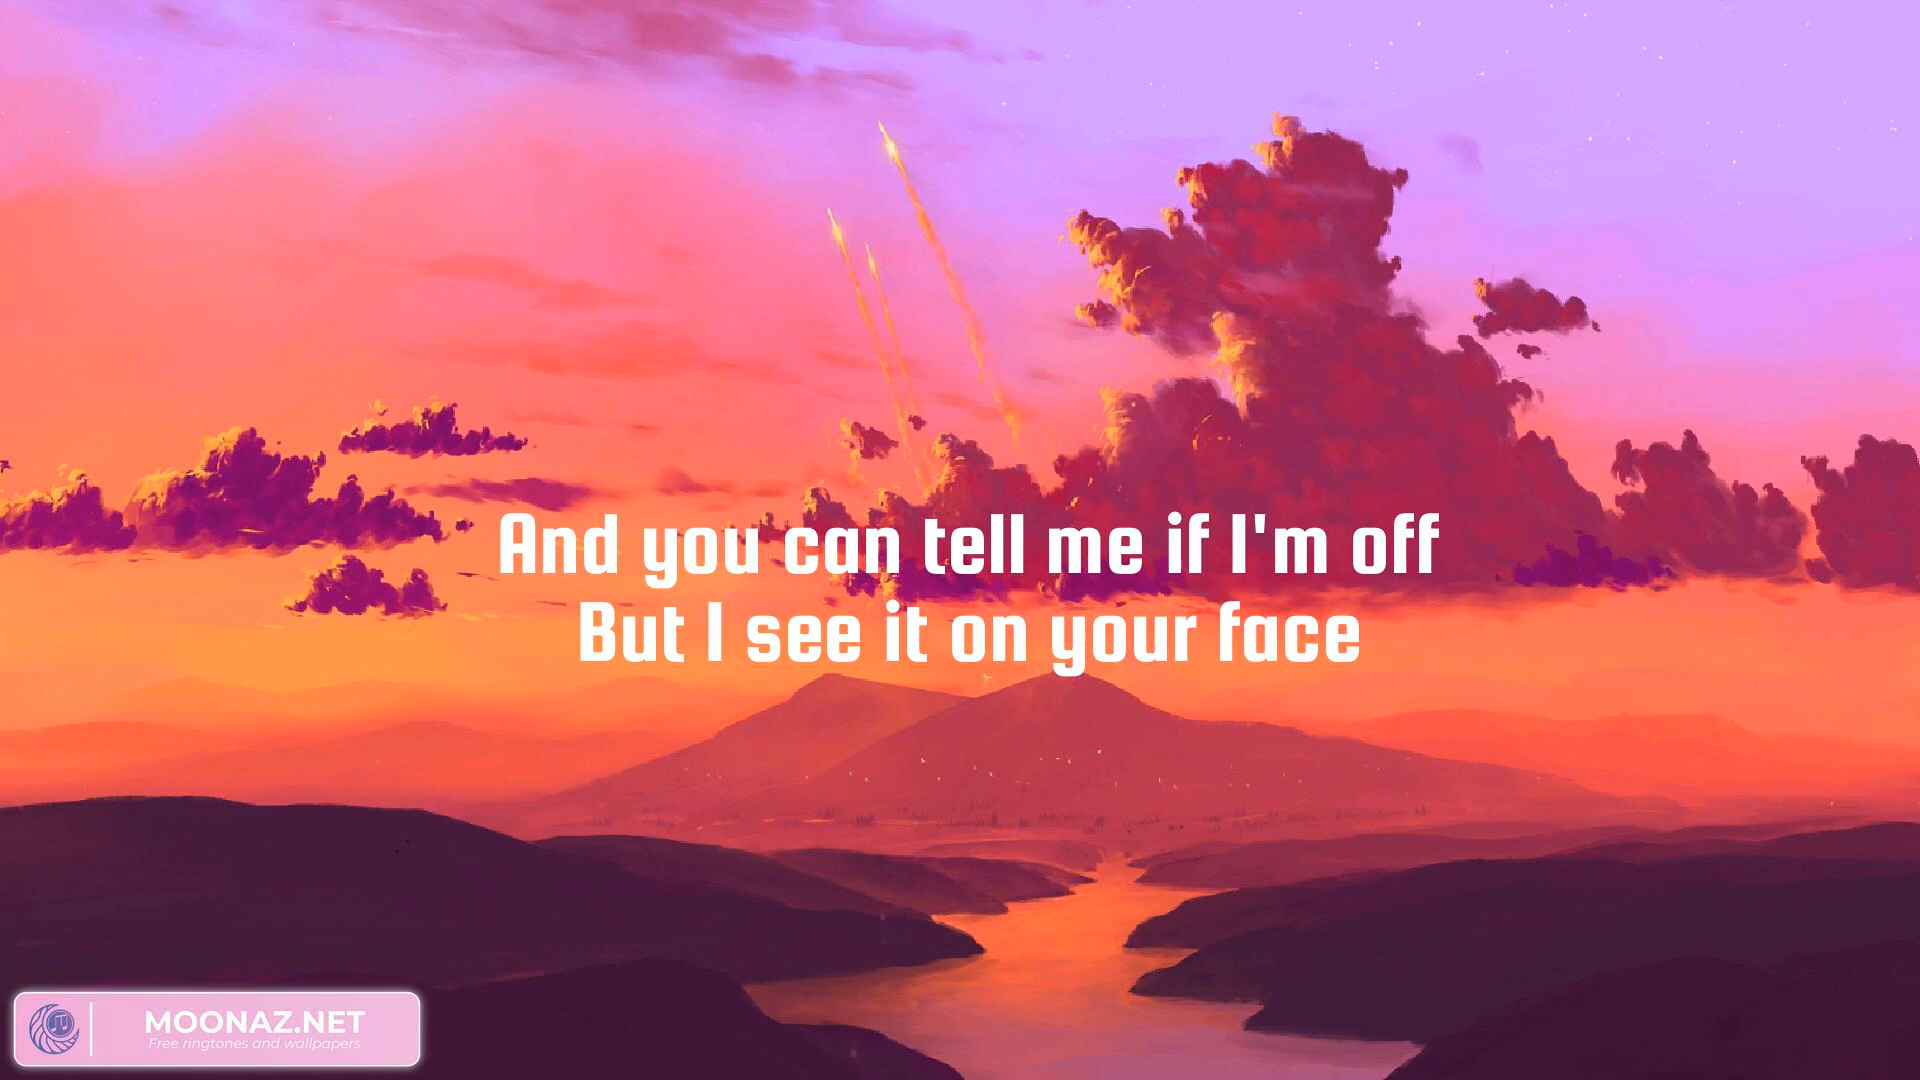 And you can tell me if I'm off
But I see it on your face
MOONAZ.NET
Free ringtones and wallpapers